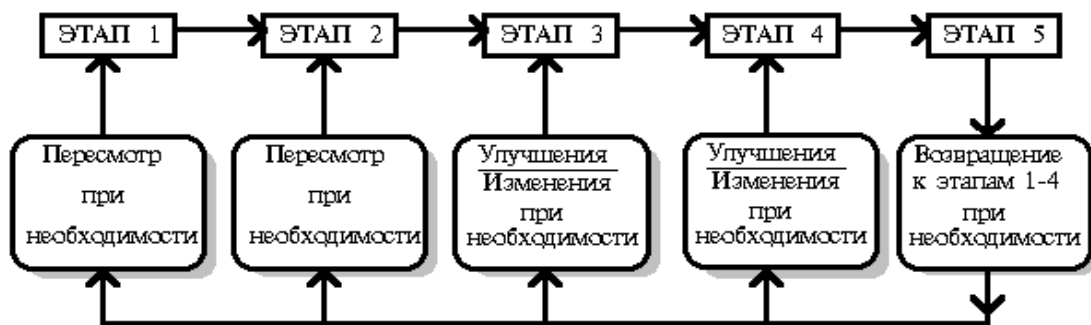 ЭТАП 1
ЭТАП 2
ЭТАП 3
ЭТАП 4
ЭТАП 5
Пересмотр
при
необходимости
Пересмотр
при
необходимости
Улучшения
Изменения
при
необходимости
Улучшения
Изменения
при
необходимости
Возвращение
к этапам 1-4
при
необходимости